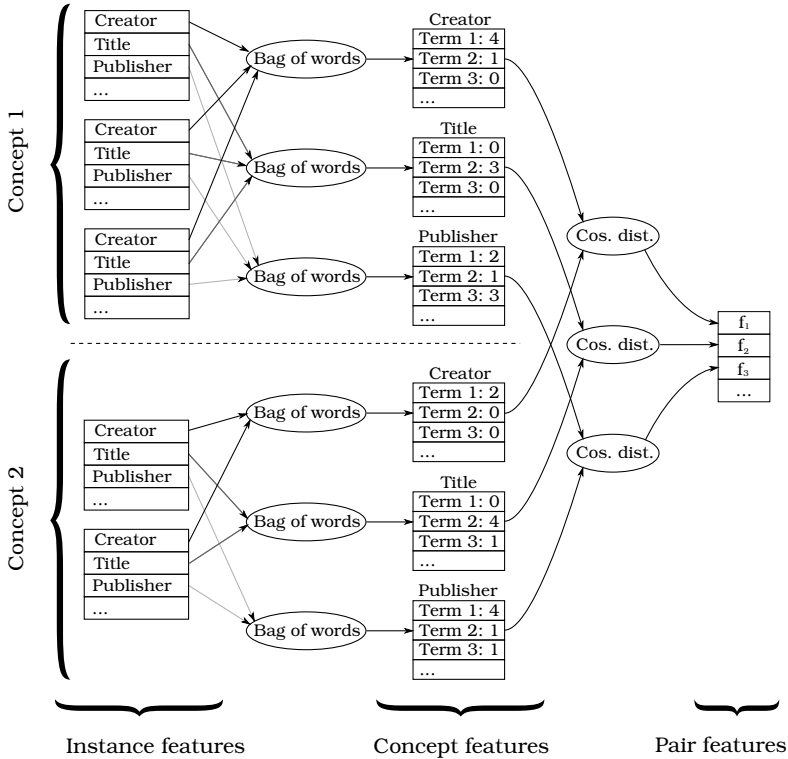 Concept 1
Creator
Title
Publisher
...
Creator
Title
Publisher
...
Creator
Title
Publisher
...
Bag of words
Bag of words
Bag of words
Creator
Term 1: 4
Term 2: 1
Term 3: 0
...
Title
Term 1: 0
Term 2: 3
Term 3: 0
...
Publisher
Term 1: 2
Term 2: 1
Term 3: 3
...
Concept 2
Creator
Title
Publisher
...
Creator
Title
Publisher
...
Bag of words
Bag of words
Bag of words
Creator
Term 1: 2
Term 2: 0
Term 3: 0
...
Title
Term 1: 0
Term 2: 4
Term 3: 1
...
Publisher
Term 1: 4
Term 2: 1
Term 3: 1
...
Cos. dist.
Cos. dist.
Cos. dist.
f₁
f₂
f₃
...
Instance features
Concept features
Pair features